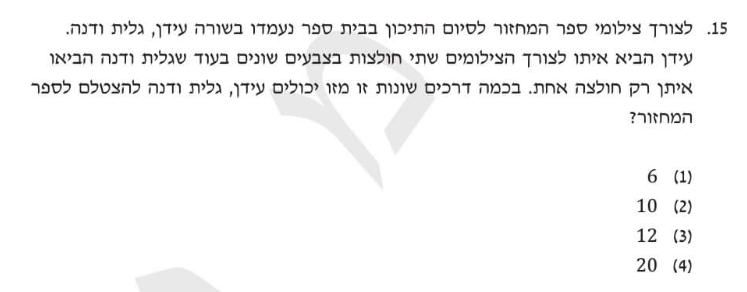 15. לצורך צילומי ספר המחזור לסיום התיכון בבית ספר נעמדו בשורה עידן, גלית ודנה.
עידן הביא איתו לצורך הצילומים שתי חולצות בצבעים שונים בעוד שגלית ודנה הביאו
איתן רק חולצה אחת. בכמה דרכים שונות זו מזו יכולים עידן, גלית ודנה להצטלם לספר
המחזור?
(1) 6
(2) 10
(3) 12
(4) 20